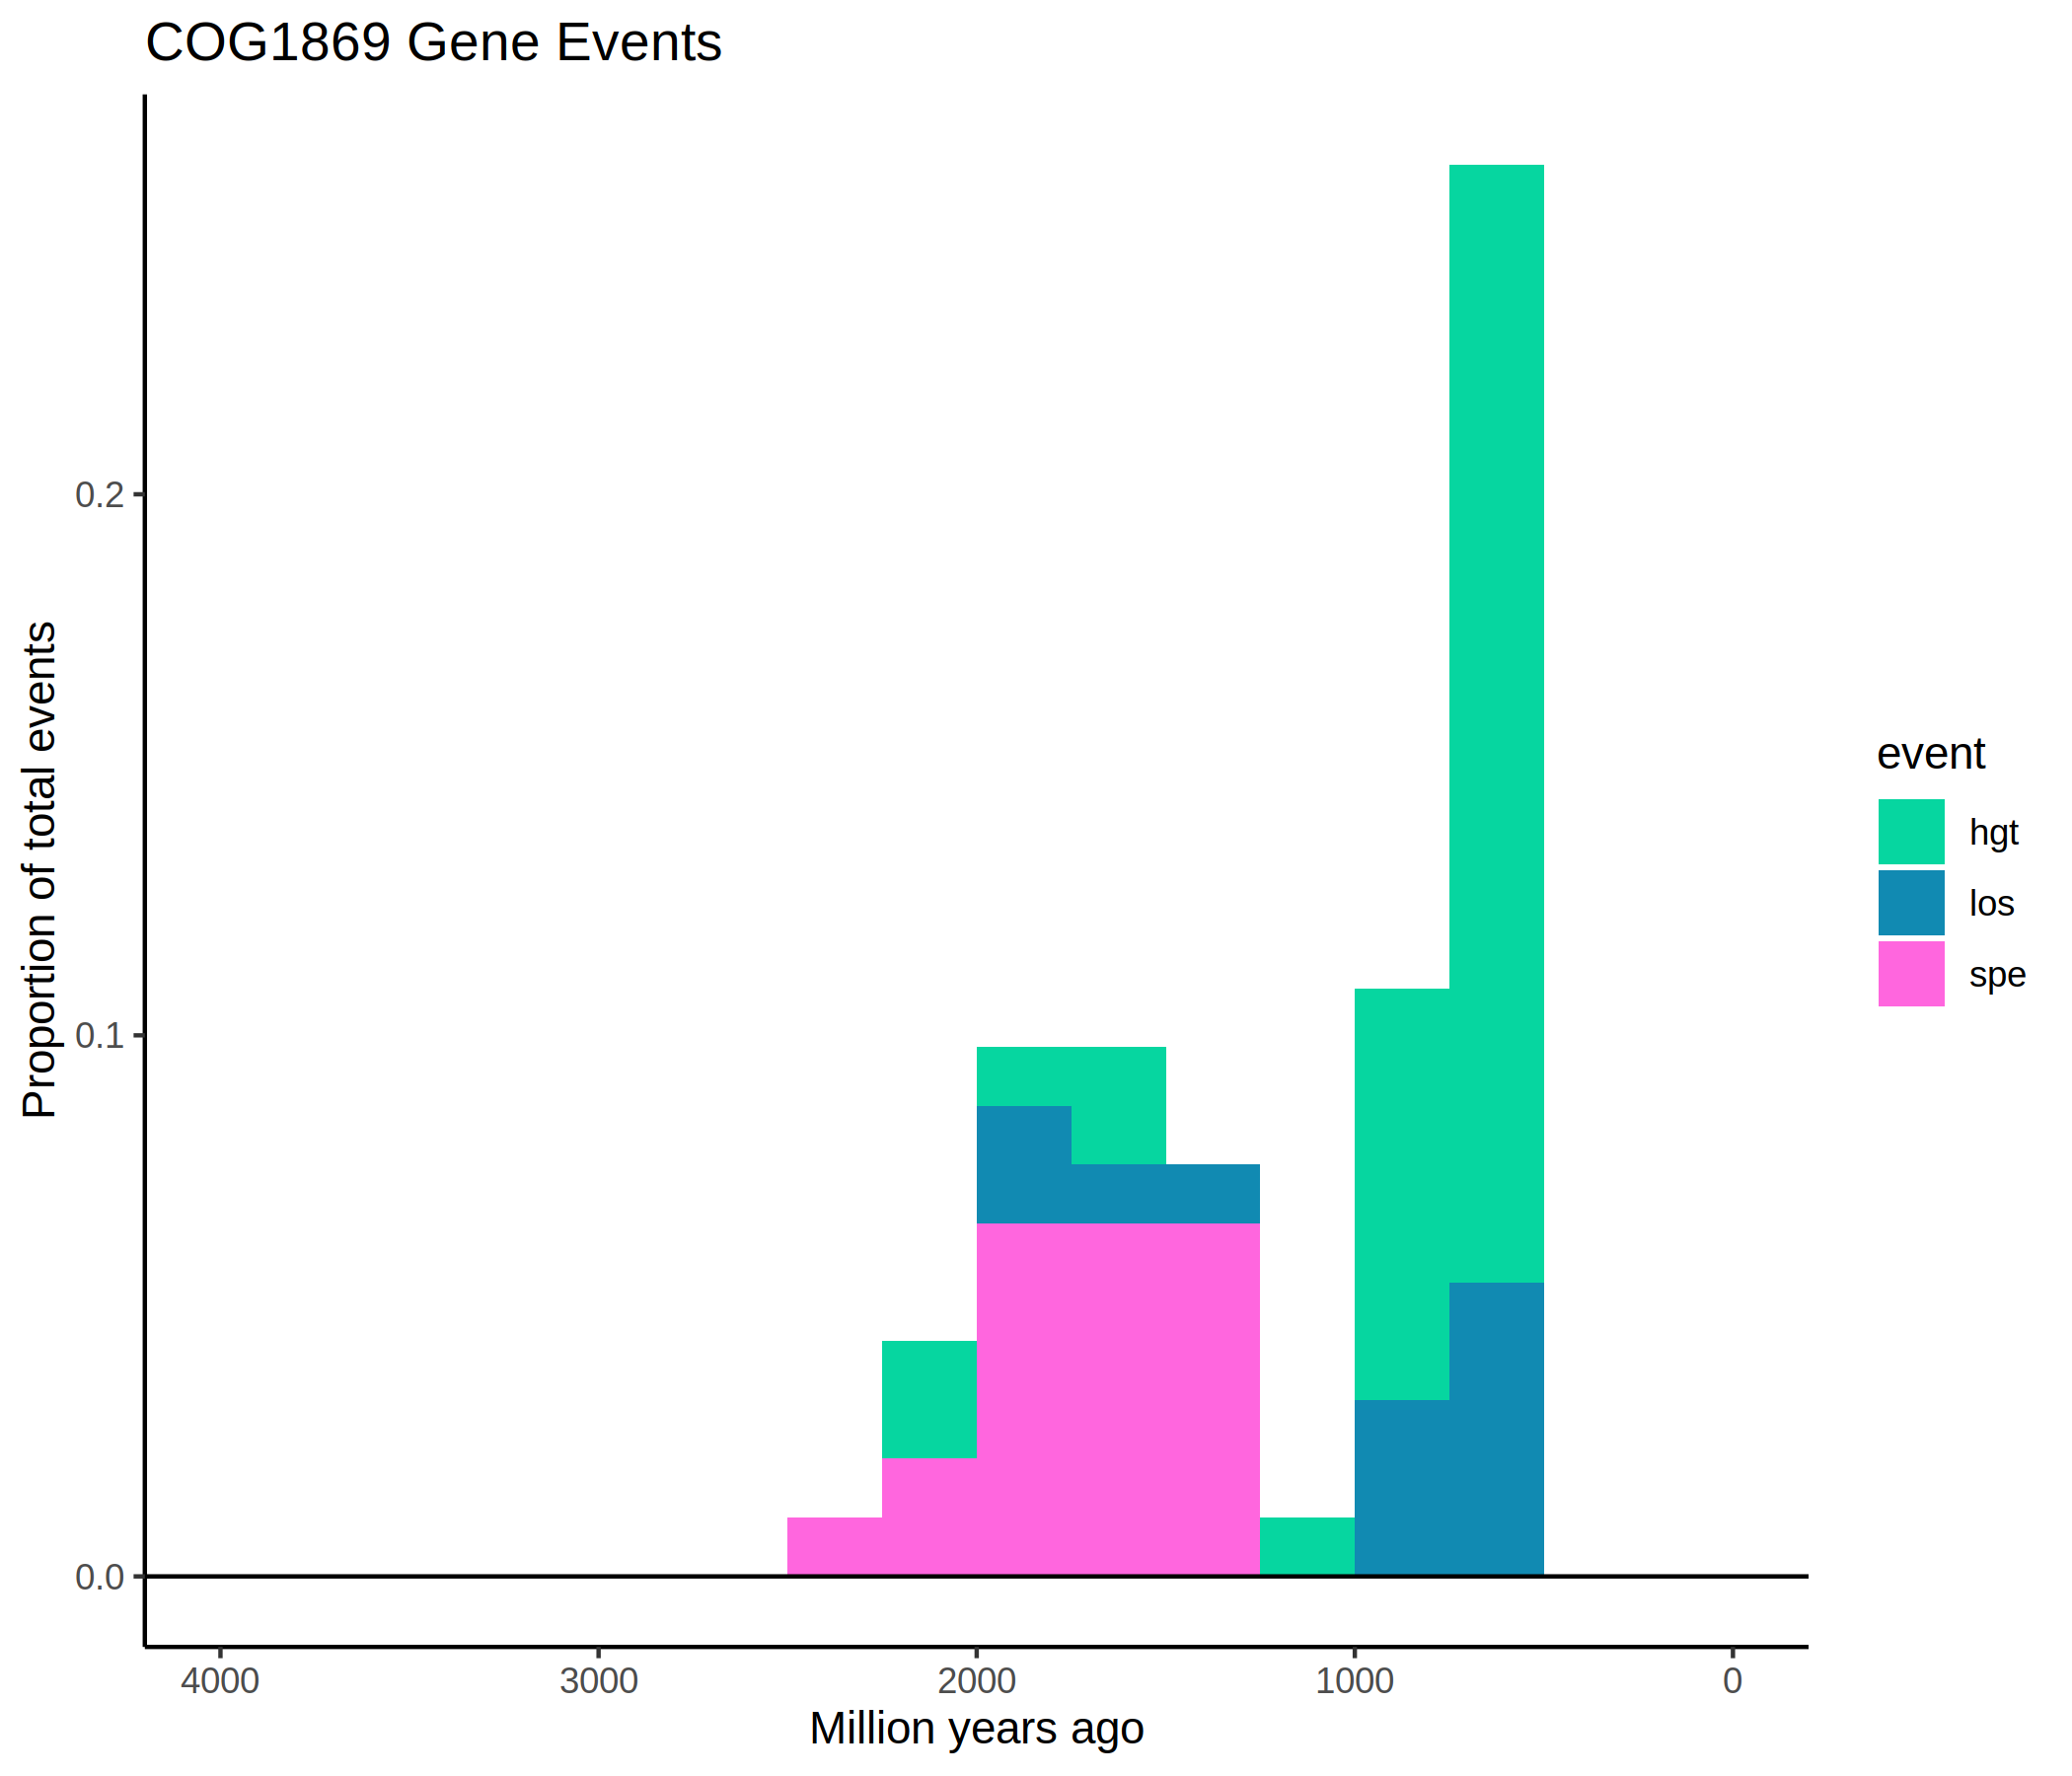 COG1869 Gene Events
Proportion of total events
0.2
0.1
0.0
4000 3000 2000 1000 0
Million years ago
event
hgt
los
spe